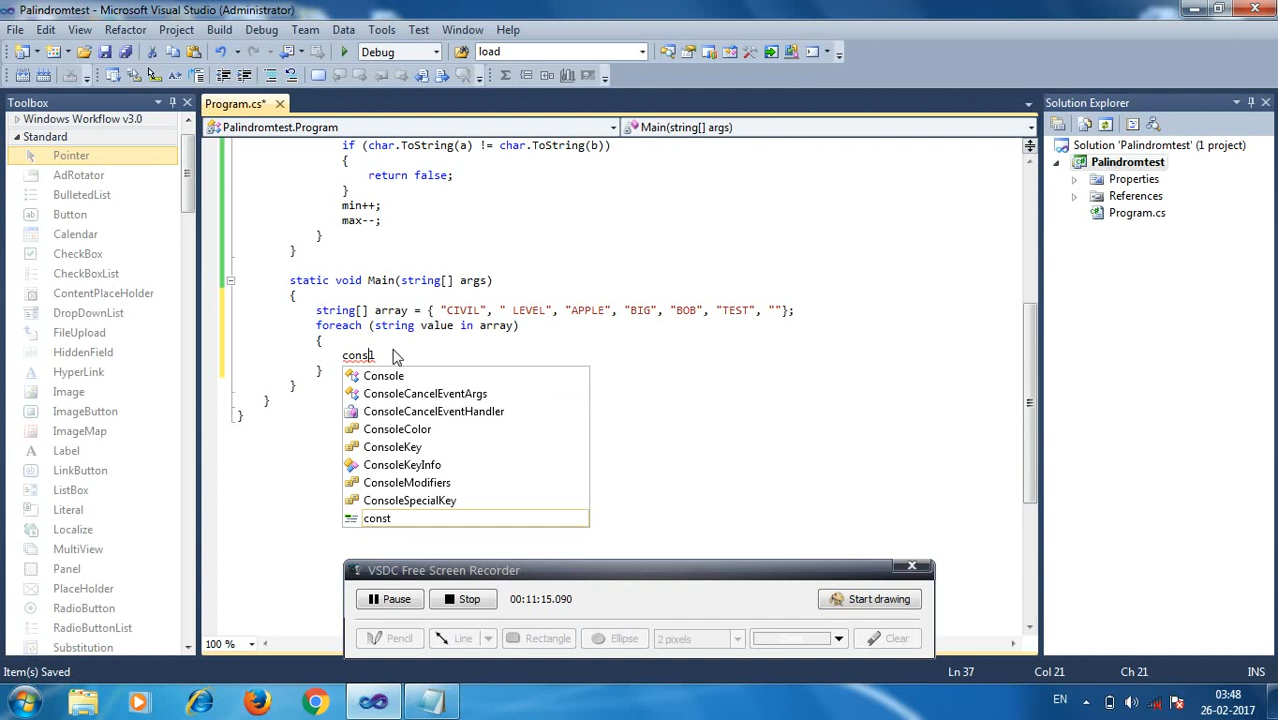 Palindromtest - Microsoft Visual Studio (Administrator)
File Edit View Refactor Project Build Debug Team Data Tools Test Window Help
Debug load
Toolbox
Windows Workflow v3.0
Standard
Pointer
AdRotator
BulletedList
Button
Calendar
CheckBox
CheckBoxList
ContentPlaceHolder
DropDownList
FileUpload
HiddenField
HyperLink
Image
ImageButton
ImageMap
Label
LinkButton
ListBox
Literal
Localize
MultiView
Panel
PlaceHolder
RadioButton
RadioButtonList
Substitution
Program.cs*
Palindromtest.Program Main(string[] args)
if (char.ToString(a) != char.ToString(b))
{
return false;
}
min++;
max--;
}
}
static void Main(string[] args)
{
string[] array = { "CIVIL", " LEVEL", "APPLE", "BIG", "BOB", "TEST", ""};
foreach (string value in array)
{
consl
}
}
}
}
Console
ConsoleCancelEventArgs
ConsoleCancelEventHandler
ConsoleColor
ConsoleKey
ConsoleKeyInfo
ConsoleModifiers
ConsoleSpecialKey
const
Solution Explorer
Solution 'Palindromtest' (1 project)
Palindromtest
Properties
References
Program.cs
VSDC Free Screen Recorder
Pause Stop 00:11:15.090 Start drawing
Pencil Line Rectangle Ellipse 2 pixels Clear
100 %
Item(s) Saved Ln 37 Col 21 Ch 21 INS
EN 03:48
26-02-2017